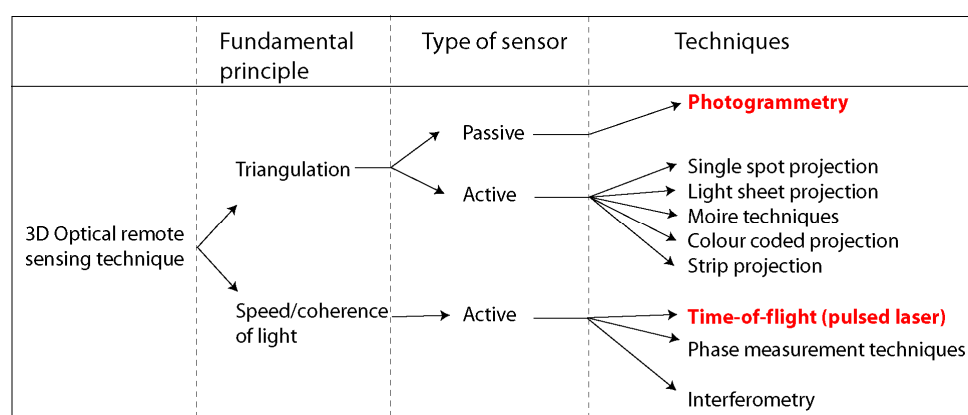 Fundamental
principle
Type of sensor
Techniques
Photogrammetry
Passive
Triangulation
Single spot projection
Active
Light sheet projection
Moire techniques
3D Optical remote
sensing technique
Colour coded projection
Strip projection
Speed/coherence
of light
Active
Time-of-flight (pulsed laser)
Phase measurement techniques
Interferometry